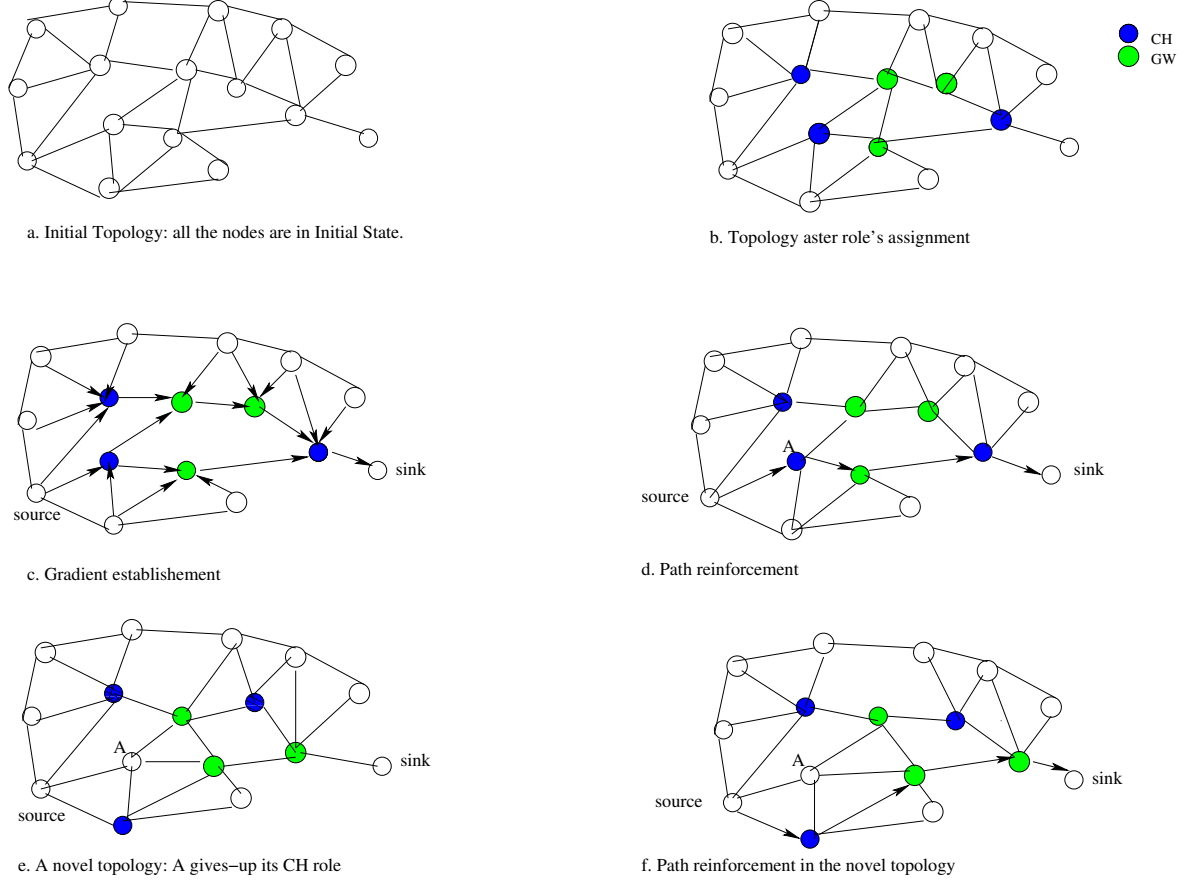 CH
GW
a. Initial Topology: all the nodes are in Initial State.
b. Topology aster role's assignment
sink
source
c. Gradient establishement
A
sink
source
d. Path reinforcement
A
sink
source
e. A novel topology: A gives−up its CH role
A
sink
source
f. Path reinforcement in the novel topology